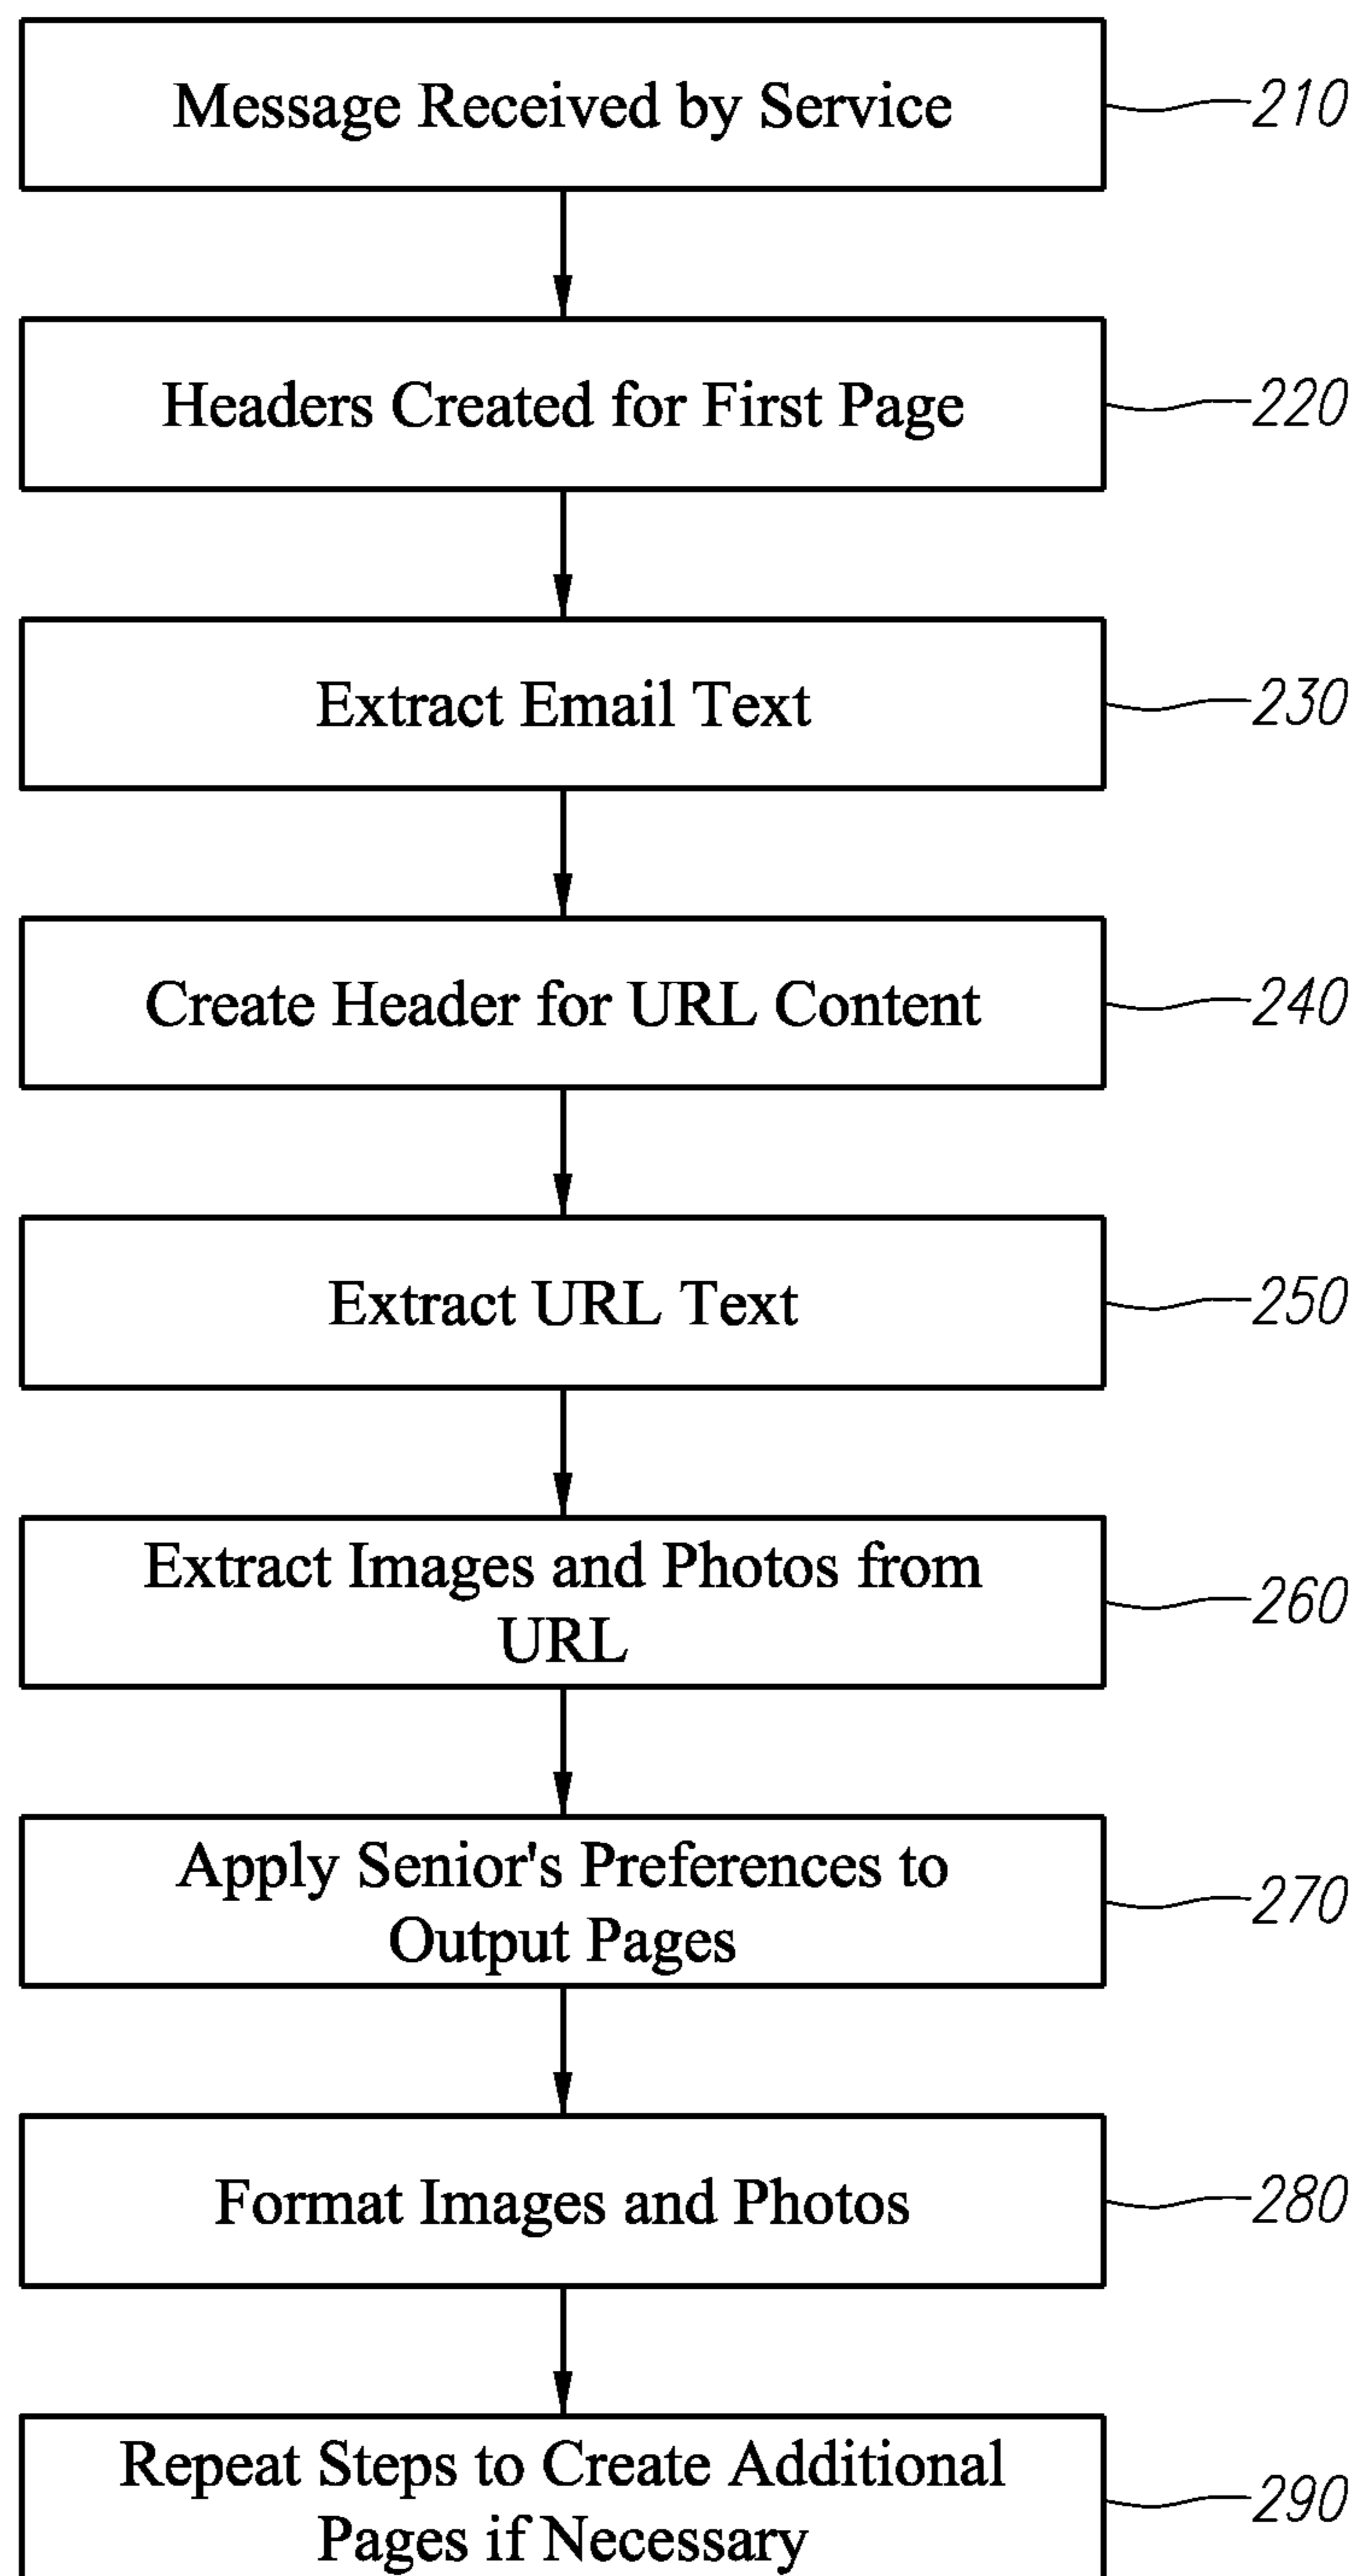 Message Received by Service
210
Headers Created for First Page
220
Extract Email Text
230
Create Header for URL Content
240
Extract URL Text
250
Extract Images and Photos from
URL
260
Apply Senior's Preferences to
Output Pages
270
Format Images and Photos
280
Repeat Steps to Create Additional
Pages if Necessary
290